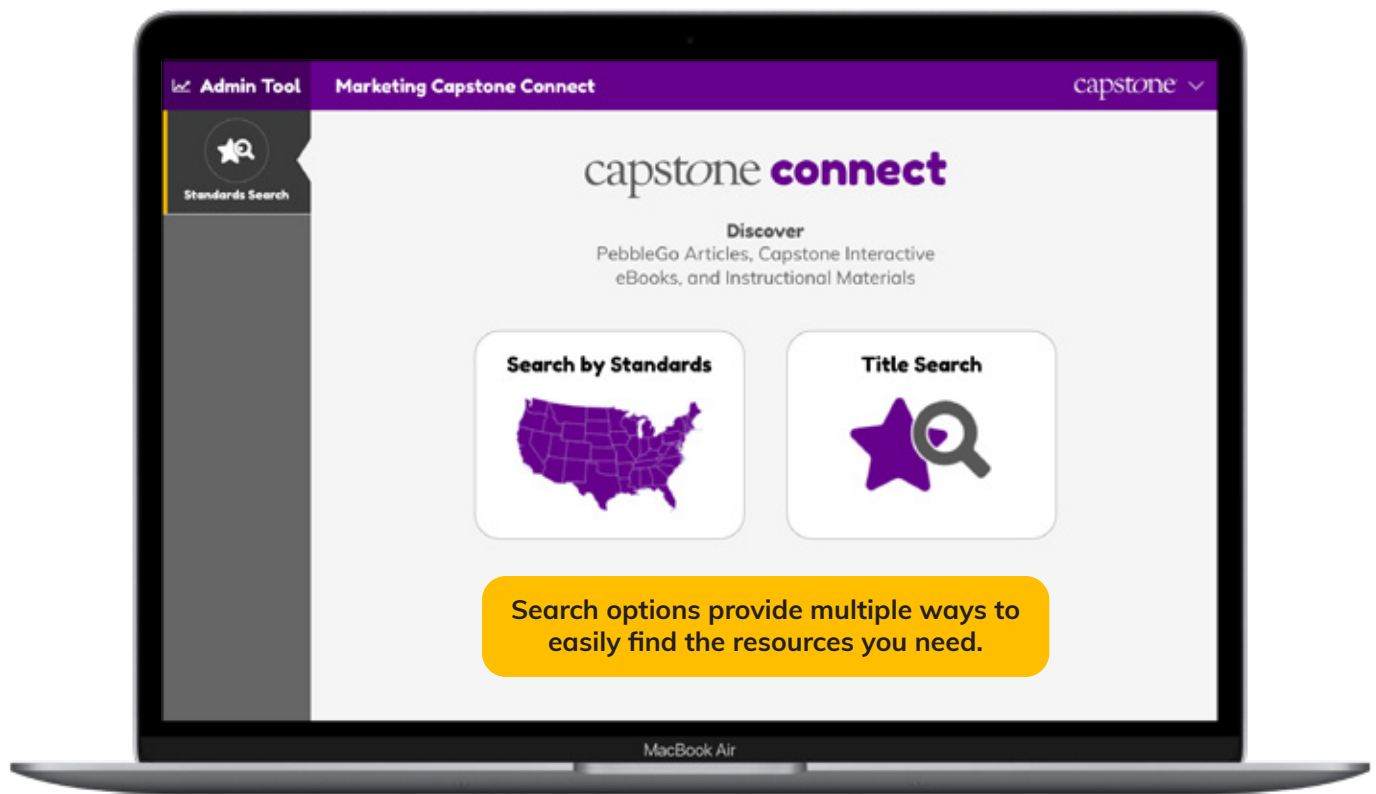 Admin Tool
Marketing Capstone Connect
capstone
Standards Search
capstone connect
Discover
PebbleGo Articles, Capstone Interactive
eBooks, and Instructional Materials
Search by Standards
Title Search
Search options provide multiple ways to
easily find the resources you need.
MacBook Air